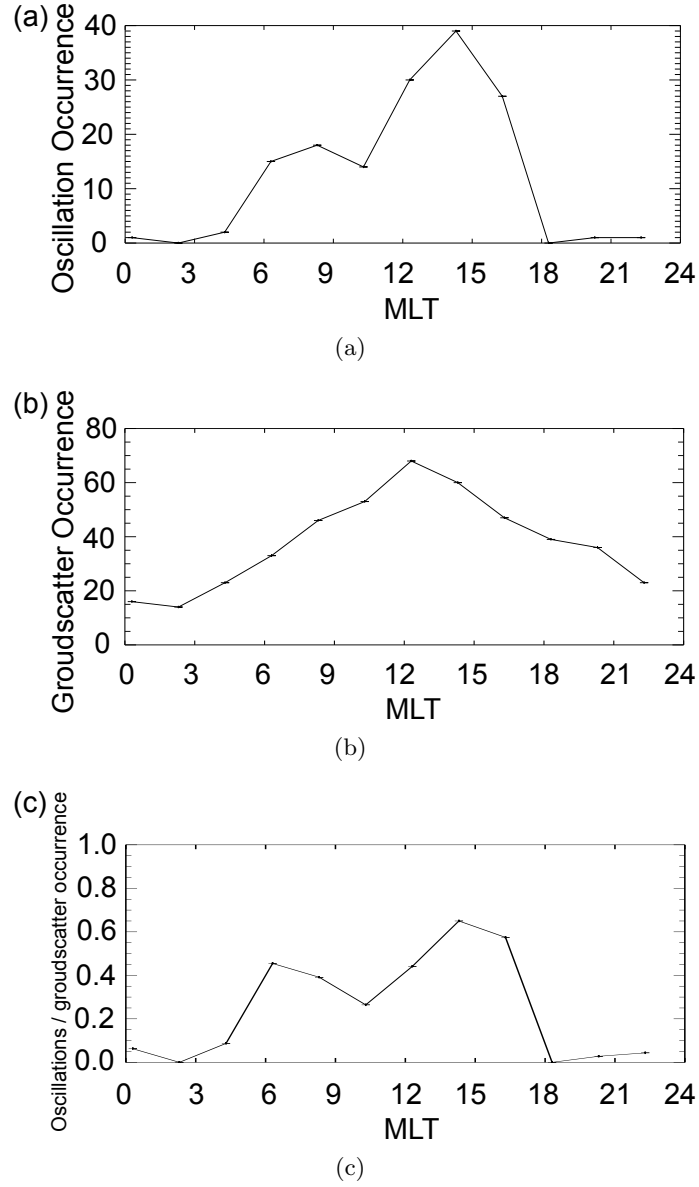 (a)
Oscillation Occurrence
40
30
20
10
0
0 3 6 9 12 15 18 21 24
MLT
(a)
(b)
Groudscatter Occurrence
80
60
40
20
0
0 3 6 9 12 15 18 21 24
MLT
(b)
(c)
Oscillations / groudscatter occurrence
1.0
0.8
0.6
0.4
0.2
0.0
0 3 6 9 12 15 18 21 24
MLT
(c)